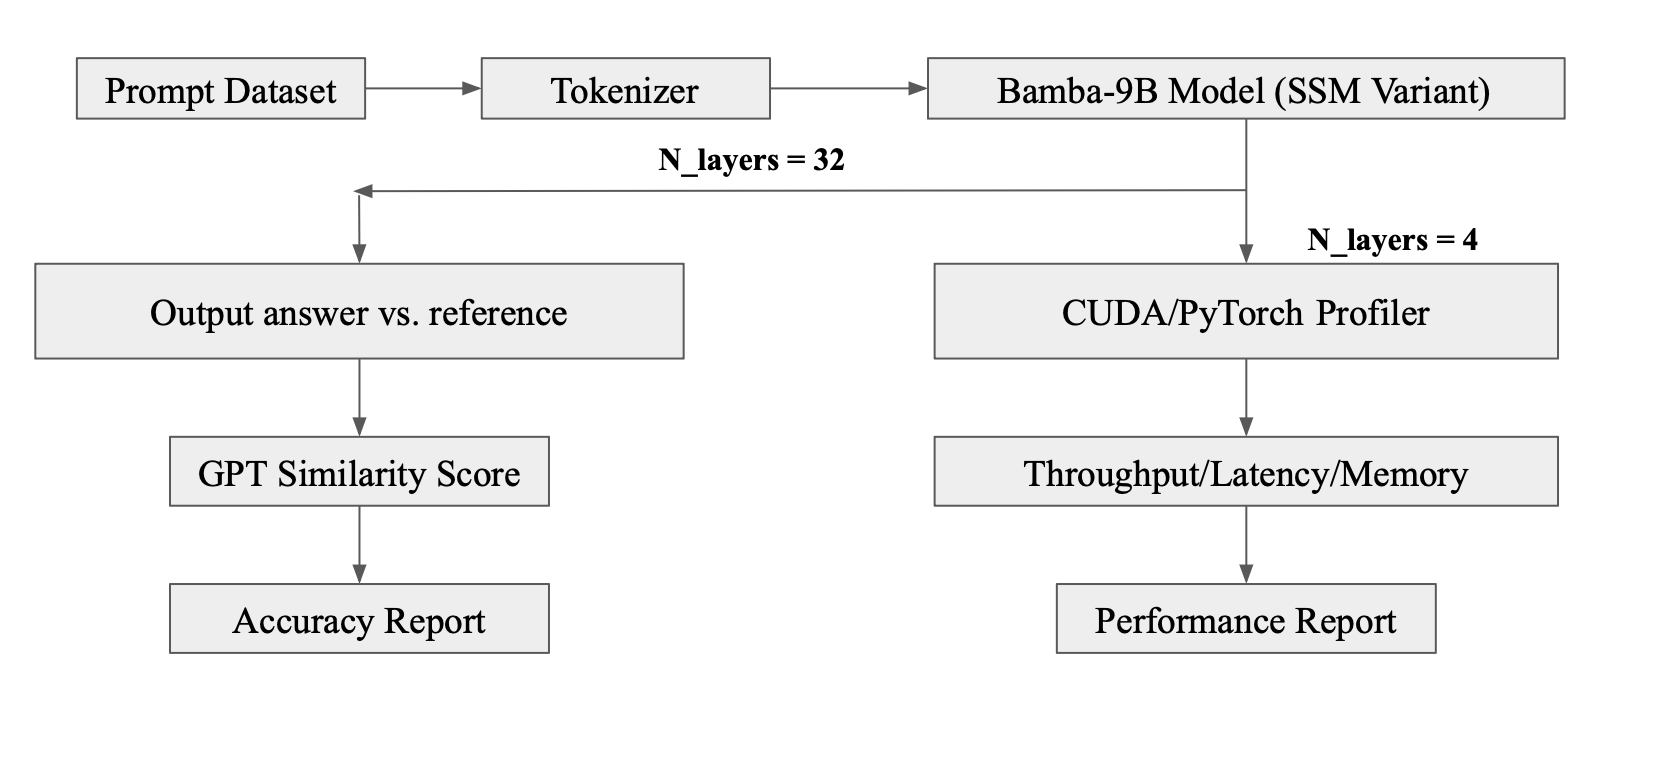 Prompt Dataset
Tokenizer
Bamba-9B Model (SSM Variant)
N_layers = 32
N_layers = 4
Output answer vs. reference
CUDA/PyTorch Profiler
GPT Similarity Score
Throughput/Latency/Memory
Accuracy Report
Performance Report